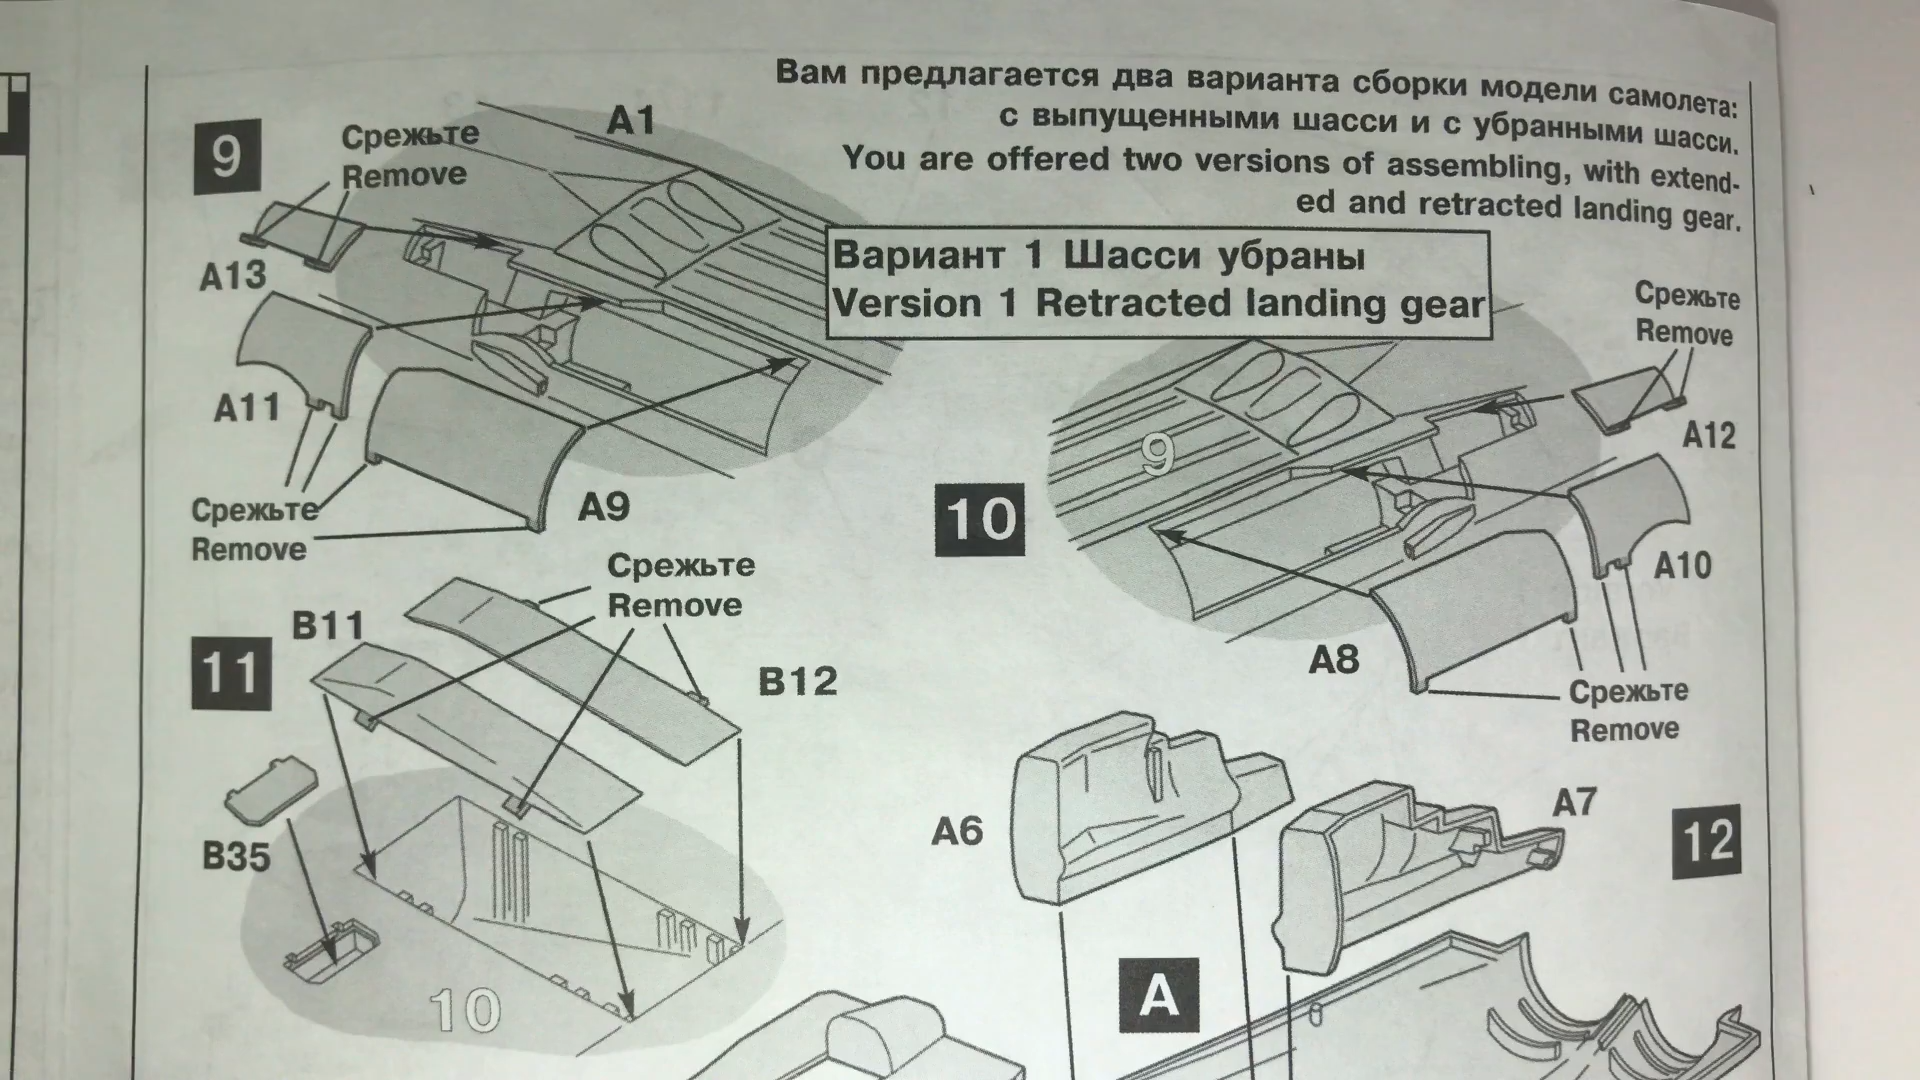 Вам предлагается два варианта сборки модели самолета:
с выпущенными шасси и с убранными шасси.
You are offered two versions of assembling, with extend-
ed and retracted landing gear.
Вариант 1 Шасси убраны
Version 1 Retracted landing gear
9
Срежьте
Remove
A1
A13
A11
A9
Срежьте
Remove
10
9
Срежьте
Remove
A12
A10
A8
Срежьте
Remove
11
B11
Срежьте
Remove
B12
B35
10
12
A6
A7
A